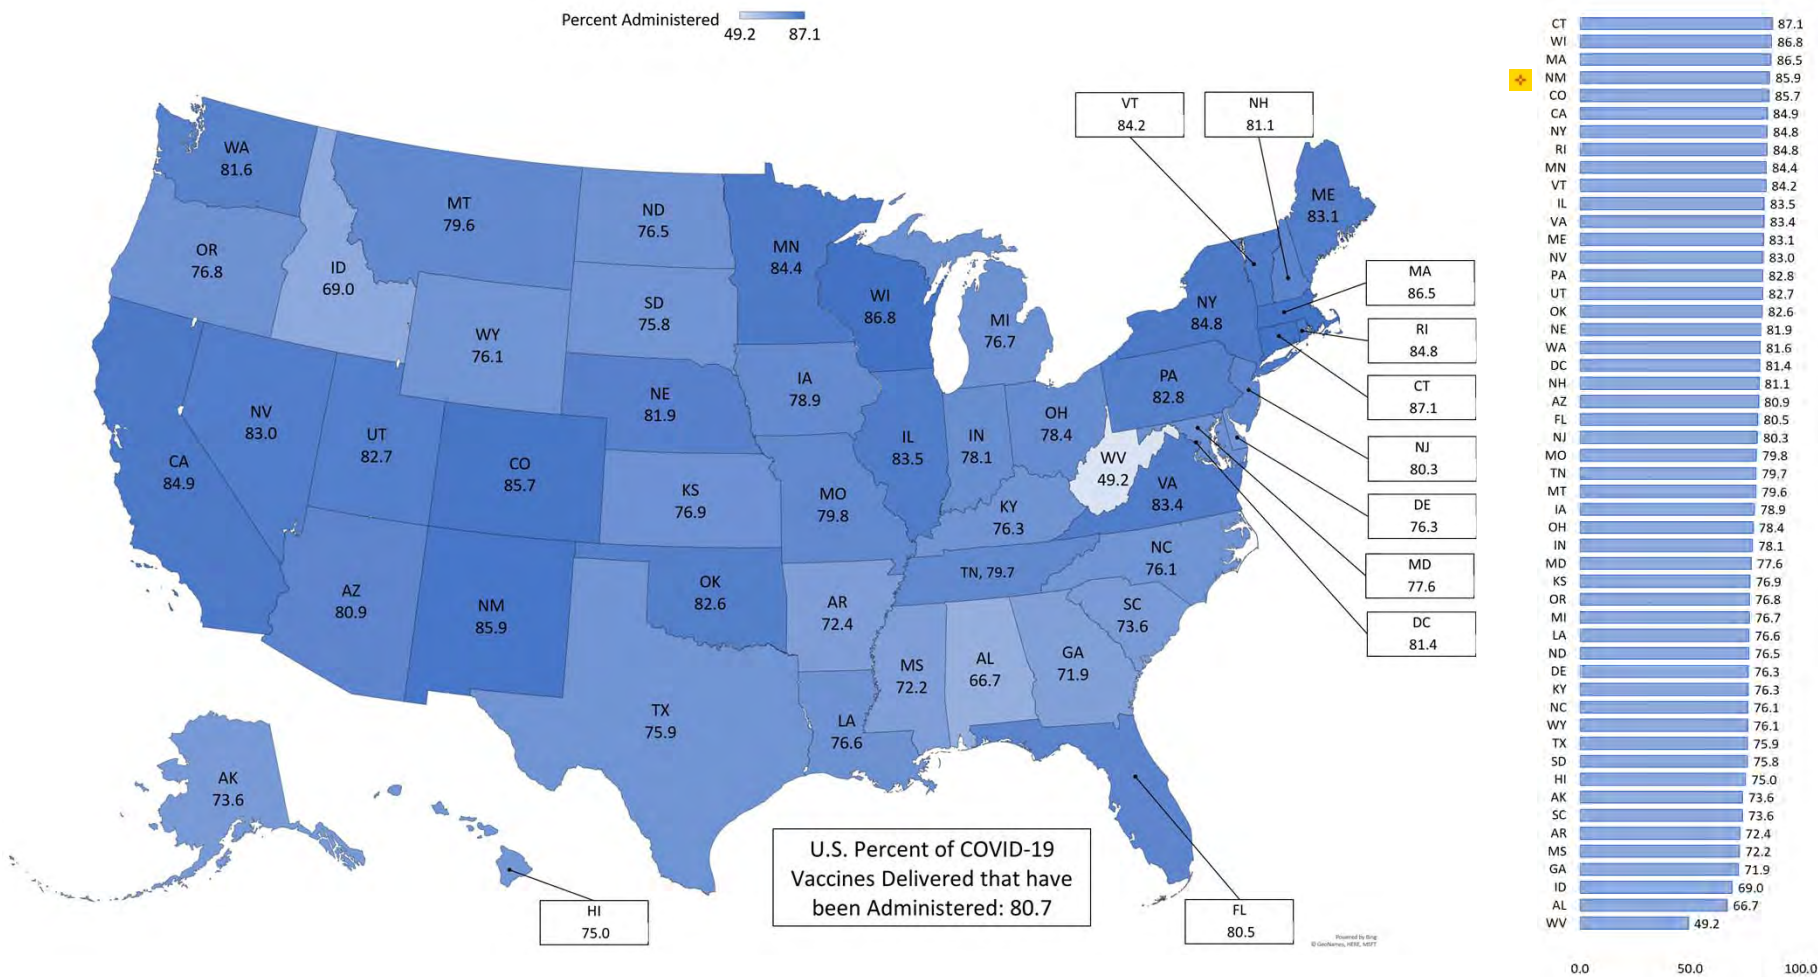 Percent Administered
49.2 87.1
WA
81.6
MT
79.6
ND
76.5
MN
84.4
OR
76.8
ID
69.0
WY
76.1
SD
75.8
WI
86.8
MI
76.7
NY
84.8
ME
83.1
VT
84.2
NH
81.1
MA
86.5
RI
84.8
CT
87.1
NJ
80.3
DE
76.3
MD
77.6
DC
81.4
NV
83.0
UT
82.7
CA
84.9
CO
85.7
NE
81.9
IA
78.9
KS
76.9
MO
79.8
IL
83.5
IN
78.1
OH
78.4
PA
82.8
WV
49.2
VA
83.4
KY
76.3
NC
76.1
TN, 79.7
SC
73.6
AZ
80.9
NM
85.9
OK
82.6
AR
72.4
TX
75.9
LA
76.6
MS
72.2
AL
66.7
GA
71.9
AK
73.6
HI
75.0
FL
80.5
U.S. Percent of COVID-19
Vaccines Delivered that have
been Administered: 80.7
Powered by Bing
© GeoNames, HERE, MSFT
CT 87.1
WI 86.8
MA 86.5
NM 85.9
CO 85.7
CA 84.9
NY 84.8
RI 84.8
MN 84.4
VT 84.2
IL 83.5
VA 83.4
ME 83.1
NV 83.0
PA 82.8
UT 82.7
OK 82.6
NE 81.9
WA 81.6
DC 81.4
NH 81.1
AZ 80.9
FL 80.5
NJ 80.3
MO 79.8
TN 79.7
MT 79.6
IA 78.9
OH 78.4
IN 78.1
MD 77.6
KS 76.9
OR 76.8
MI 76.7
LA 76.6
ND 76.5
DE 76.3
KY 76.3
NC 76.1
WY 76.1
TX 75.9
SD 75.8
HI 75.0
AK 73.6
SC 73.6
AR 72.4
MS 72.2
GA 71.9
ID 69.0
AL 66.7
WV 49.2
0.0 50.0 100.0